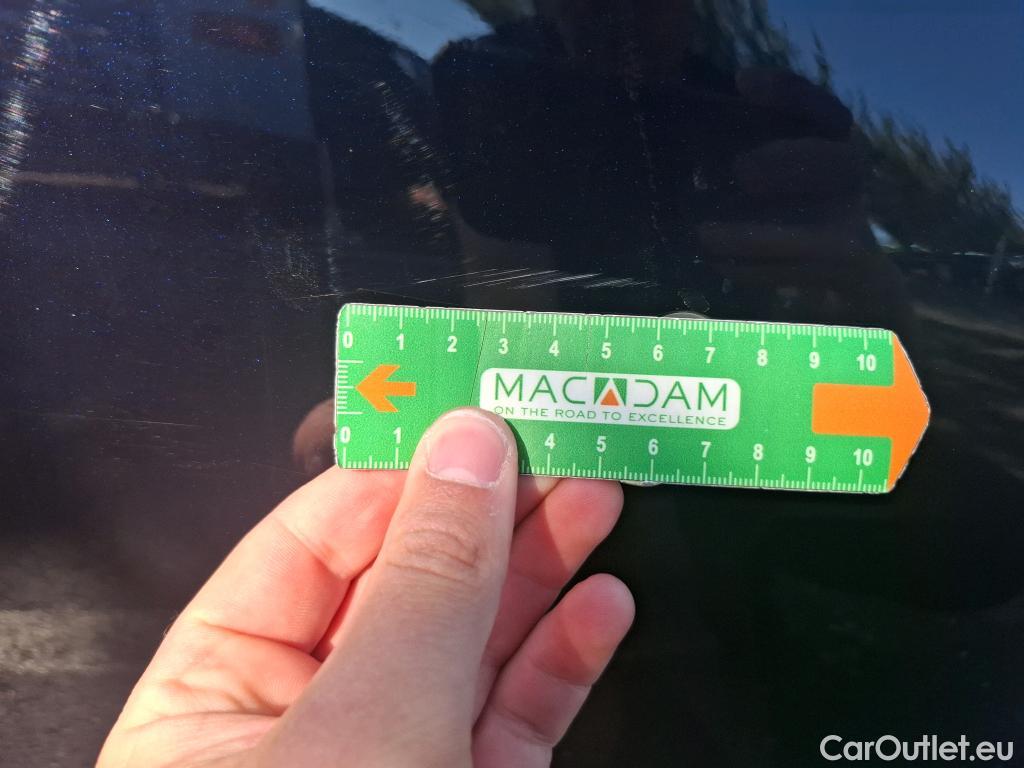 0 1 2 3 4 5 6 7 8 9 10
MACADAM
ON THE ROAD TO EXCELLENCE
0 1 4 5 6 7 8 9 10
CarOutlet.eu